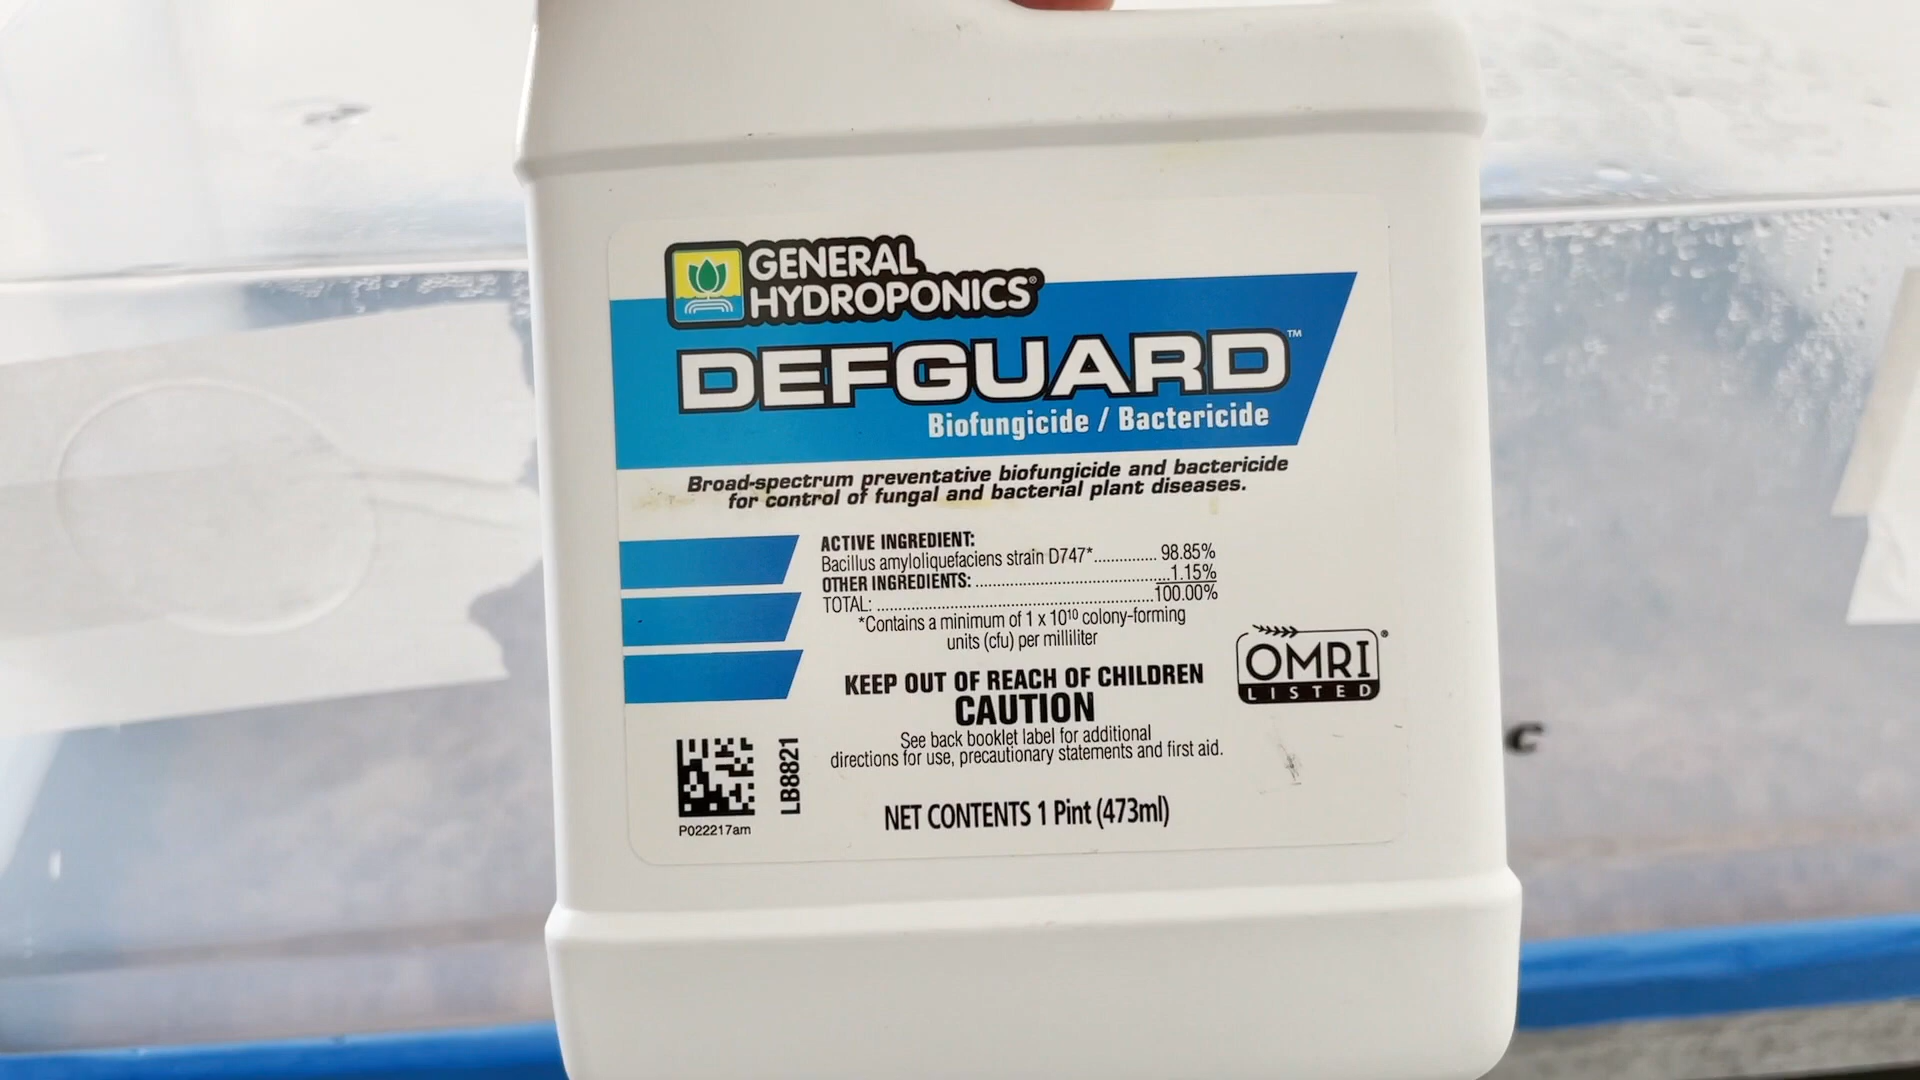 GENERAL
HYDROPONICS®
DEFGUARD™
Biofungicide / Bactericide
Broad-spectrum preventative biofungicide and bactericide
for control of fungal and bacterial plant diseases.
ACTIVE INGREDIENT:
Bacillus amyloliquefaciens strain D747*.............. 98.85%
OTHER INGREDIENTS: ..........................................1.15%
TOTAL: ............................................................100.00%
*Contains a minimum of 1 x 10¹⁰ colony-forming
units (cfu) per milliliter
KEEP OUT OF REACH OF CHILDREN
CAUTION
See back booklet label for additional
directions for use, precautionary statements and first aid.
NET CONTENTS 1 Pint (473ml)
OMRI®
LISTED
P022217am
LB8821